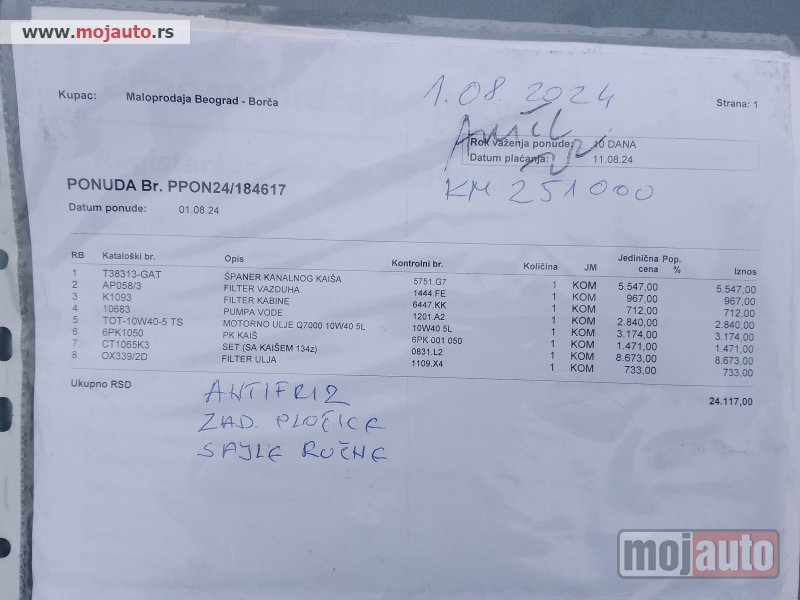 www.mojauto.rs
Kupac: Maloprodaja Beograd - Borča
1.08.2024
Strana: 1
Rok važenja ponude: 10 DANA
Datum plaćanja: 11.08.24
KM 251000
PONUDA Br. PPON24/184617
Datum ponude: 01.08.24
RB Kataloški br. Opis Kontrolni br. Količina JM Jedinična cena Pop. % Iznos
1 T38313-GAT ŠPANER KANALNOG KAIŠA 5751.G7 1 KOM 5.547,00 5.547,00
2 AP058/3 FILTER VAZDUHA 1444.FE 1 KOM 967,00 967,00
3 K1093 FILTER KABINE 6447.KK 1 KOM 712,00 712,00
4 10683 PUMPA VODE 1201.A2 1 KOM 2.840,00 2.840,00
5 TOT-10W40-5 TS MOTORNO ULJE Q7000 10W40 5L 10W40 5L 1 KOM 3.174,00 3.174,00
6 6PK1050 PK KAIŠ 6PK 001 050 1 KOM 1.471,00 1.471,00
7 CT1065K3 SET (SA KAIŠEM 134z) 0831.L2 1 KOM 8.673,00 8.673,00
8 OX339/2D FILTER ULJA 1109.X4 1 KOM 733,00 733,00
Ukupno RSD 24.117,00
ANTIFRIZ
ZAD. PLOČICE
SAJLE RUČNE
mojauto